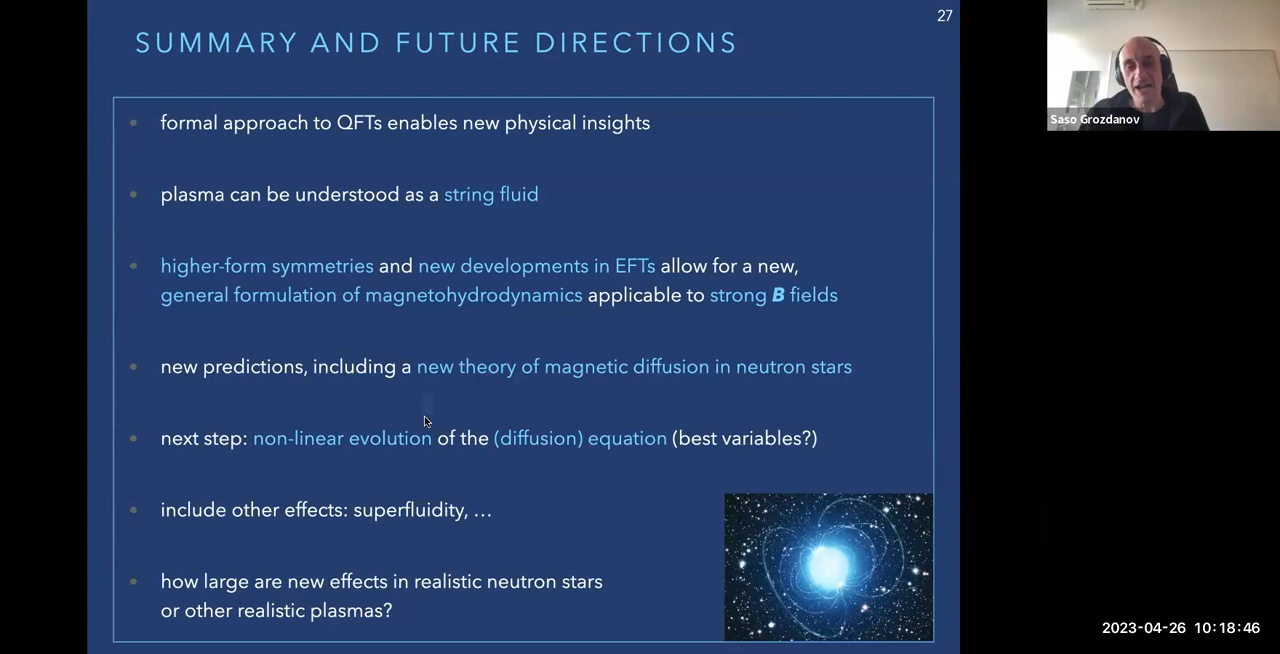 27
SUMMARY AND FUTURE DIRECTIONS
• formal approach to QFTs enables new physical insights
• plasma can be understood as a string fluid
• higher-form symmetries and new developments in EFTs allow for a new,
general formulation of magnetohydrodynamics applicable to strong B fields
• new predictions, including a new theory of magnetic diffusion in neutron stars
• next step: non-linear evolution of the (diffusion) equation (best variables?)
• include other effects: superfluidity, …
• how large are new effects in realistic neutron stars
or other realistic plasmas?
Saso Grozdanov
2023-04-26 10:18:46